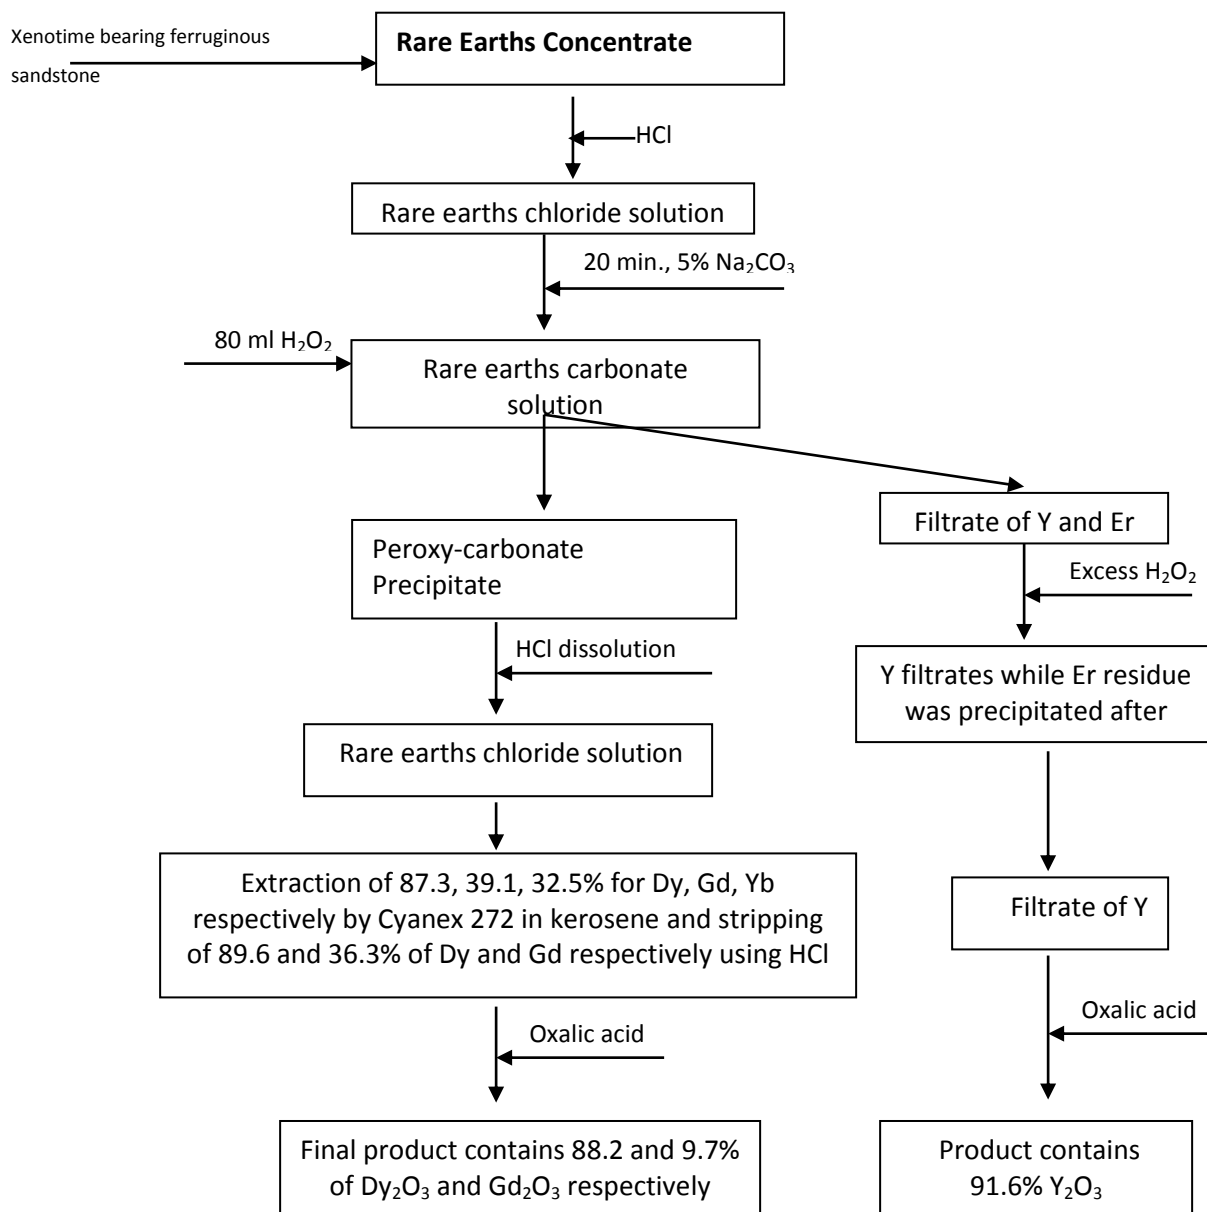 Xenotime bearing ferruginous
sandstone
Rare Earths Concentrate
HCl
Rare earths chloride solution
20 min., 5% Na₂CO₃
80 ml H₂O₂
Rare earths carbonate
solution
Filtrate of Y and Er
Peroxy-carbonate
Precipitate
Excess H₂O₂
HCl dissolution
Y filtrates while Er residue
was precipitated after
Rare earths chloride solution
Extraction of 87.3, 39.1, 32.5% for Dy, Gd, Yb
respectively by Cyanex 272 in kerosene and stripping
of 89.6 and 36.3% of Dy and Gd respectively using HCl
Filtrate of Y
Oxalic acid
Oxalic acid
Final product contains 88.2 and 9.7%
of Dy₂O₃ and Gd₂O₃ respectively
Product contains
91.6% Y₂O₃